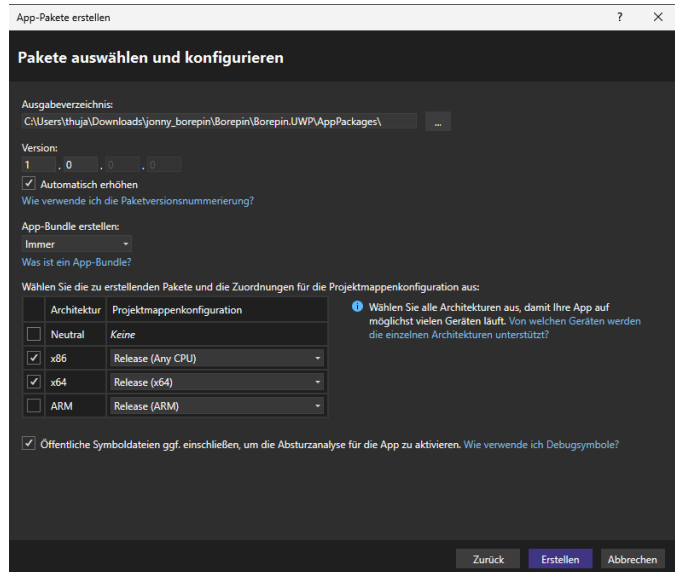 App-Pakete erstellen ? ×
Pakete auswählen und konfigurieren
Ausgabeverzeichnis:
C:\Users\thuja\Downloads\jonny_borepin\Borepin\Borepin.UWP\AppPackages\ ...
Version:
1 . 0 . 0 . 0
Automatisch erhöhen
Wie verwende ich die Paketversionsnummerierung?
App-Bundle erstellen:
Immer
Was ist ein App-Bundle?
Wählen Sie die zu erstellenden Pakete und die Zuordnungen für die Projektmappenkonfiguration aus:
Architektur Projektmappenkonfiguration
Neutral Keine
x86 Release (Any CPU)
x64 Release (x64)
ARM Release (ARM)
Wählen Sie alle Architekturen aus, damit Ihre App auf
möglichst vielen Geräten läuft. Von welchen Geräten werden
die einzelnen Architekturen unterstützt?
Öffentliche Symboldateien ggf. einschließen, um die Absturzanalyse für die App zu aktivieren. Wie verwende ich Debugsymbole?
Zurück Erstellen Abbrechen